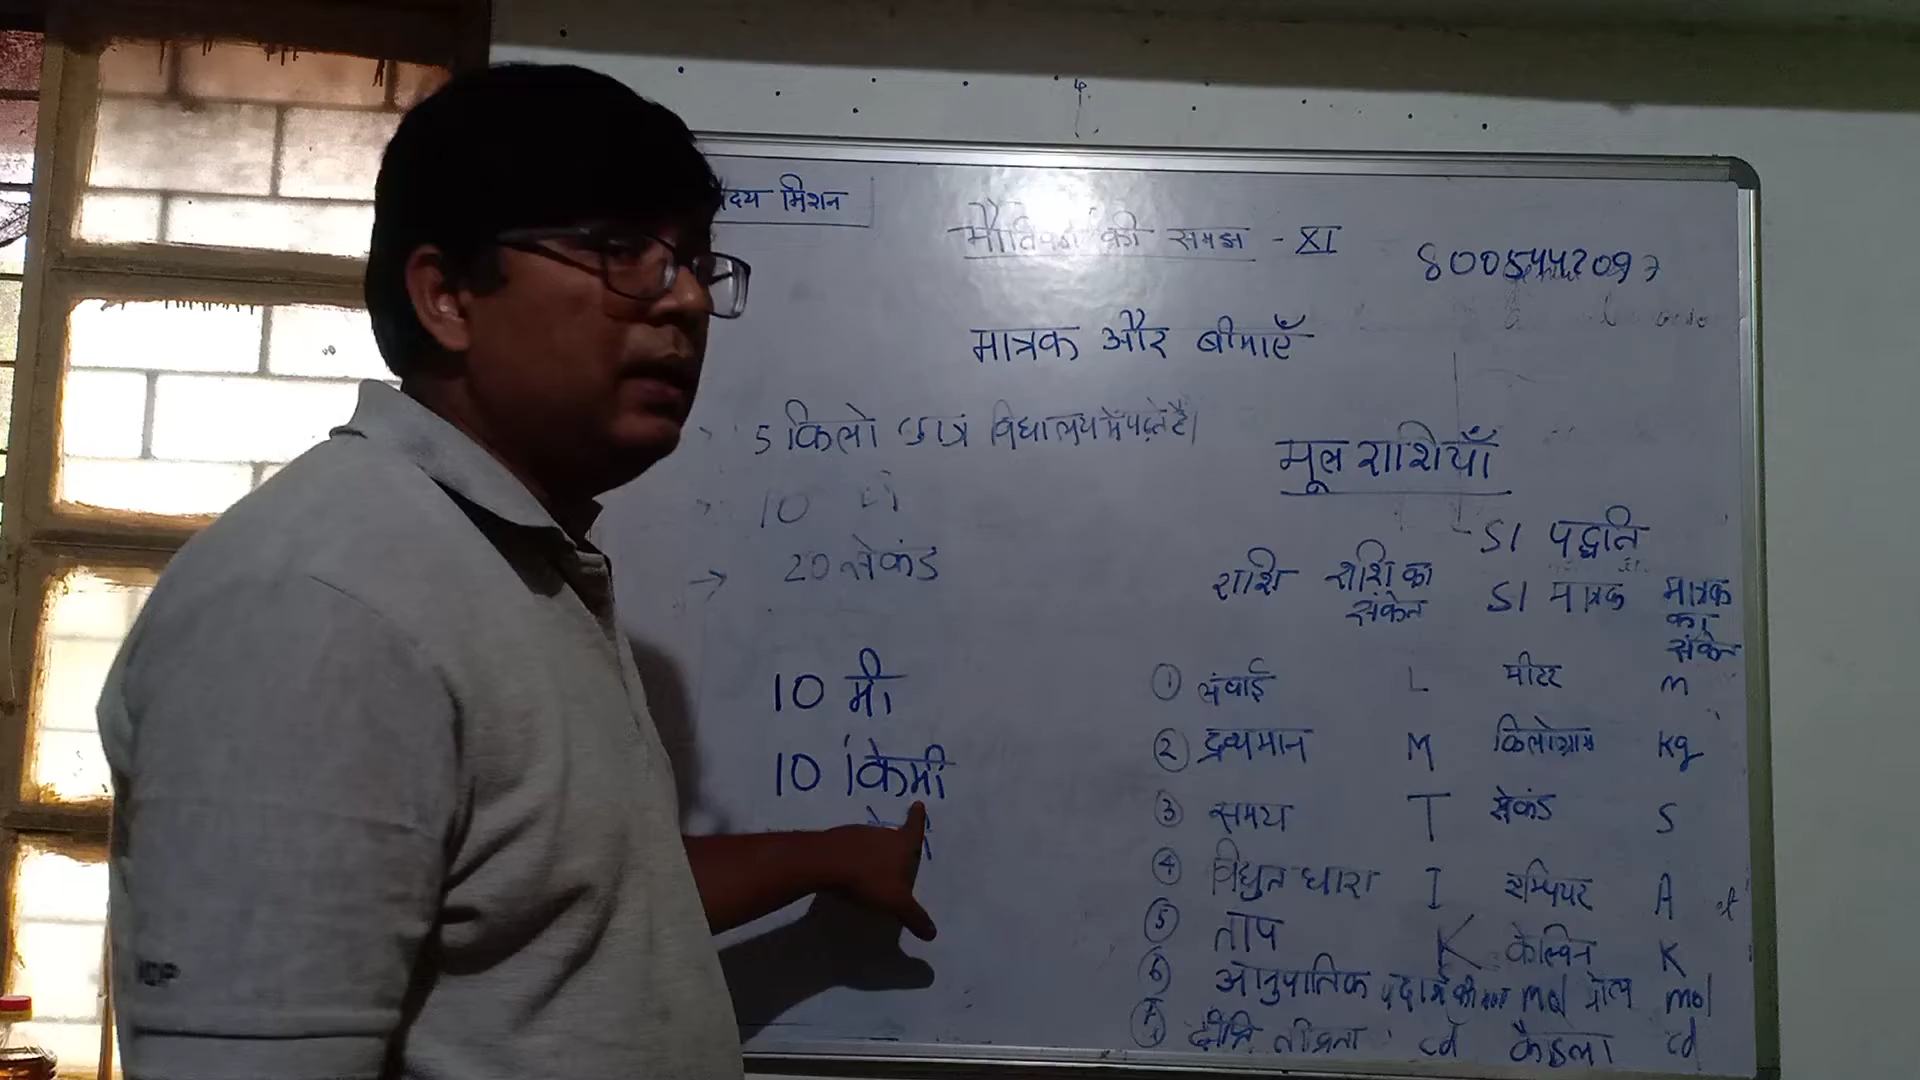 मिशन
भौतिकी की समझ - XI
8005442097
मात्रक और बीमाएँ
5 किलो छात्र विद्यालय में पढ़ते है।
मूल राशियाँ
10
SI पद्धति
→ 20 सेकंड
राशि राशि का संकेत SI मात्रक मात्रक का संकेत
10 मी
① लंबाई L मीटर m
10 किमी
② द्रव्यमान M किलोग्राम Kg
③ समय T सेकंड S
④ विद्युत धारा I एम्पियर A
⑤ ताप K केल्विन K
⑥ आनुपातिक पदार्थ की mol मोल mol
⑦ दीप्ति तीव्रता cd कैंडेला cd